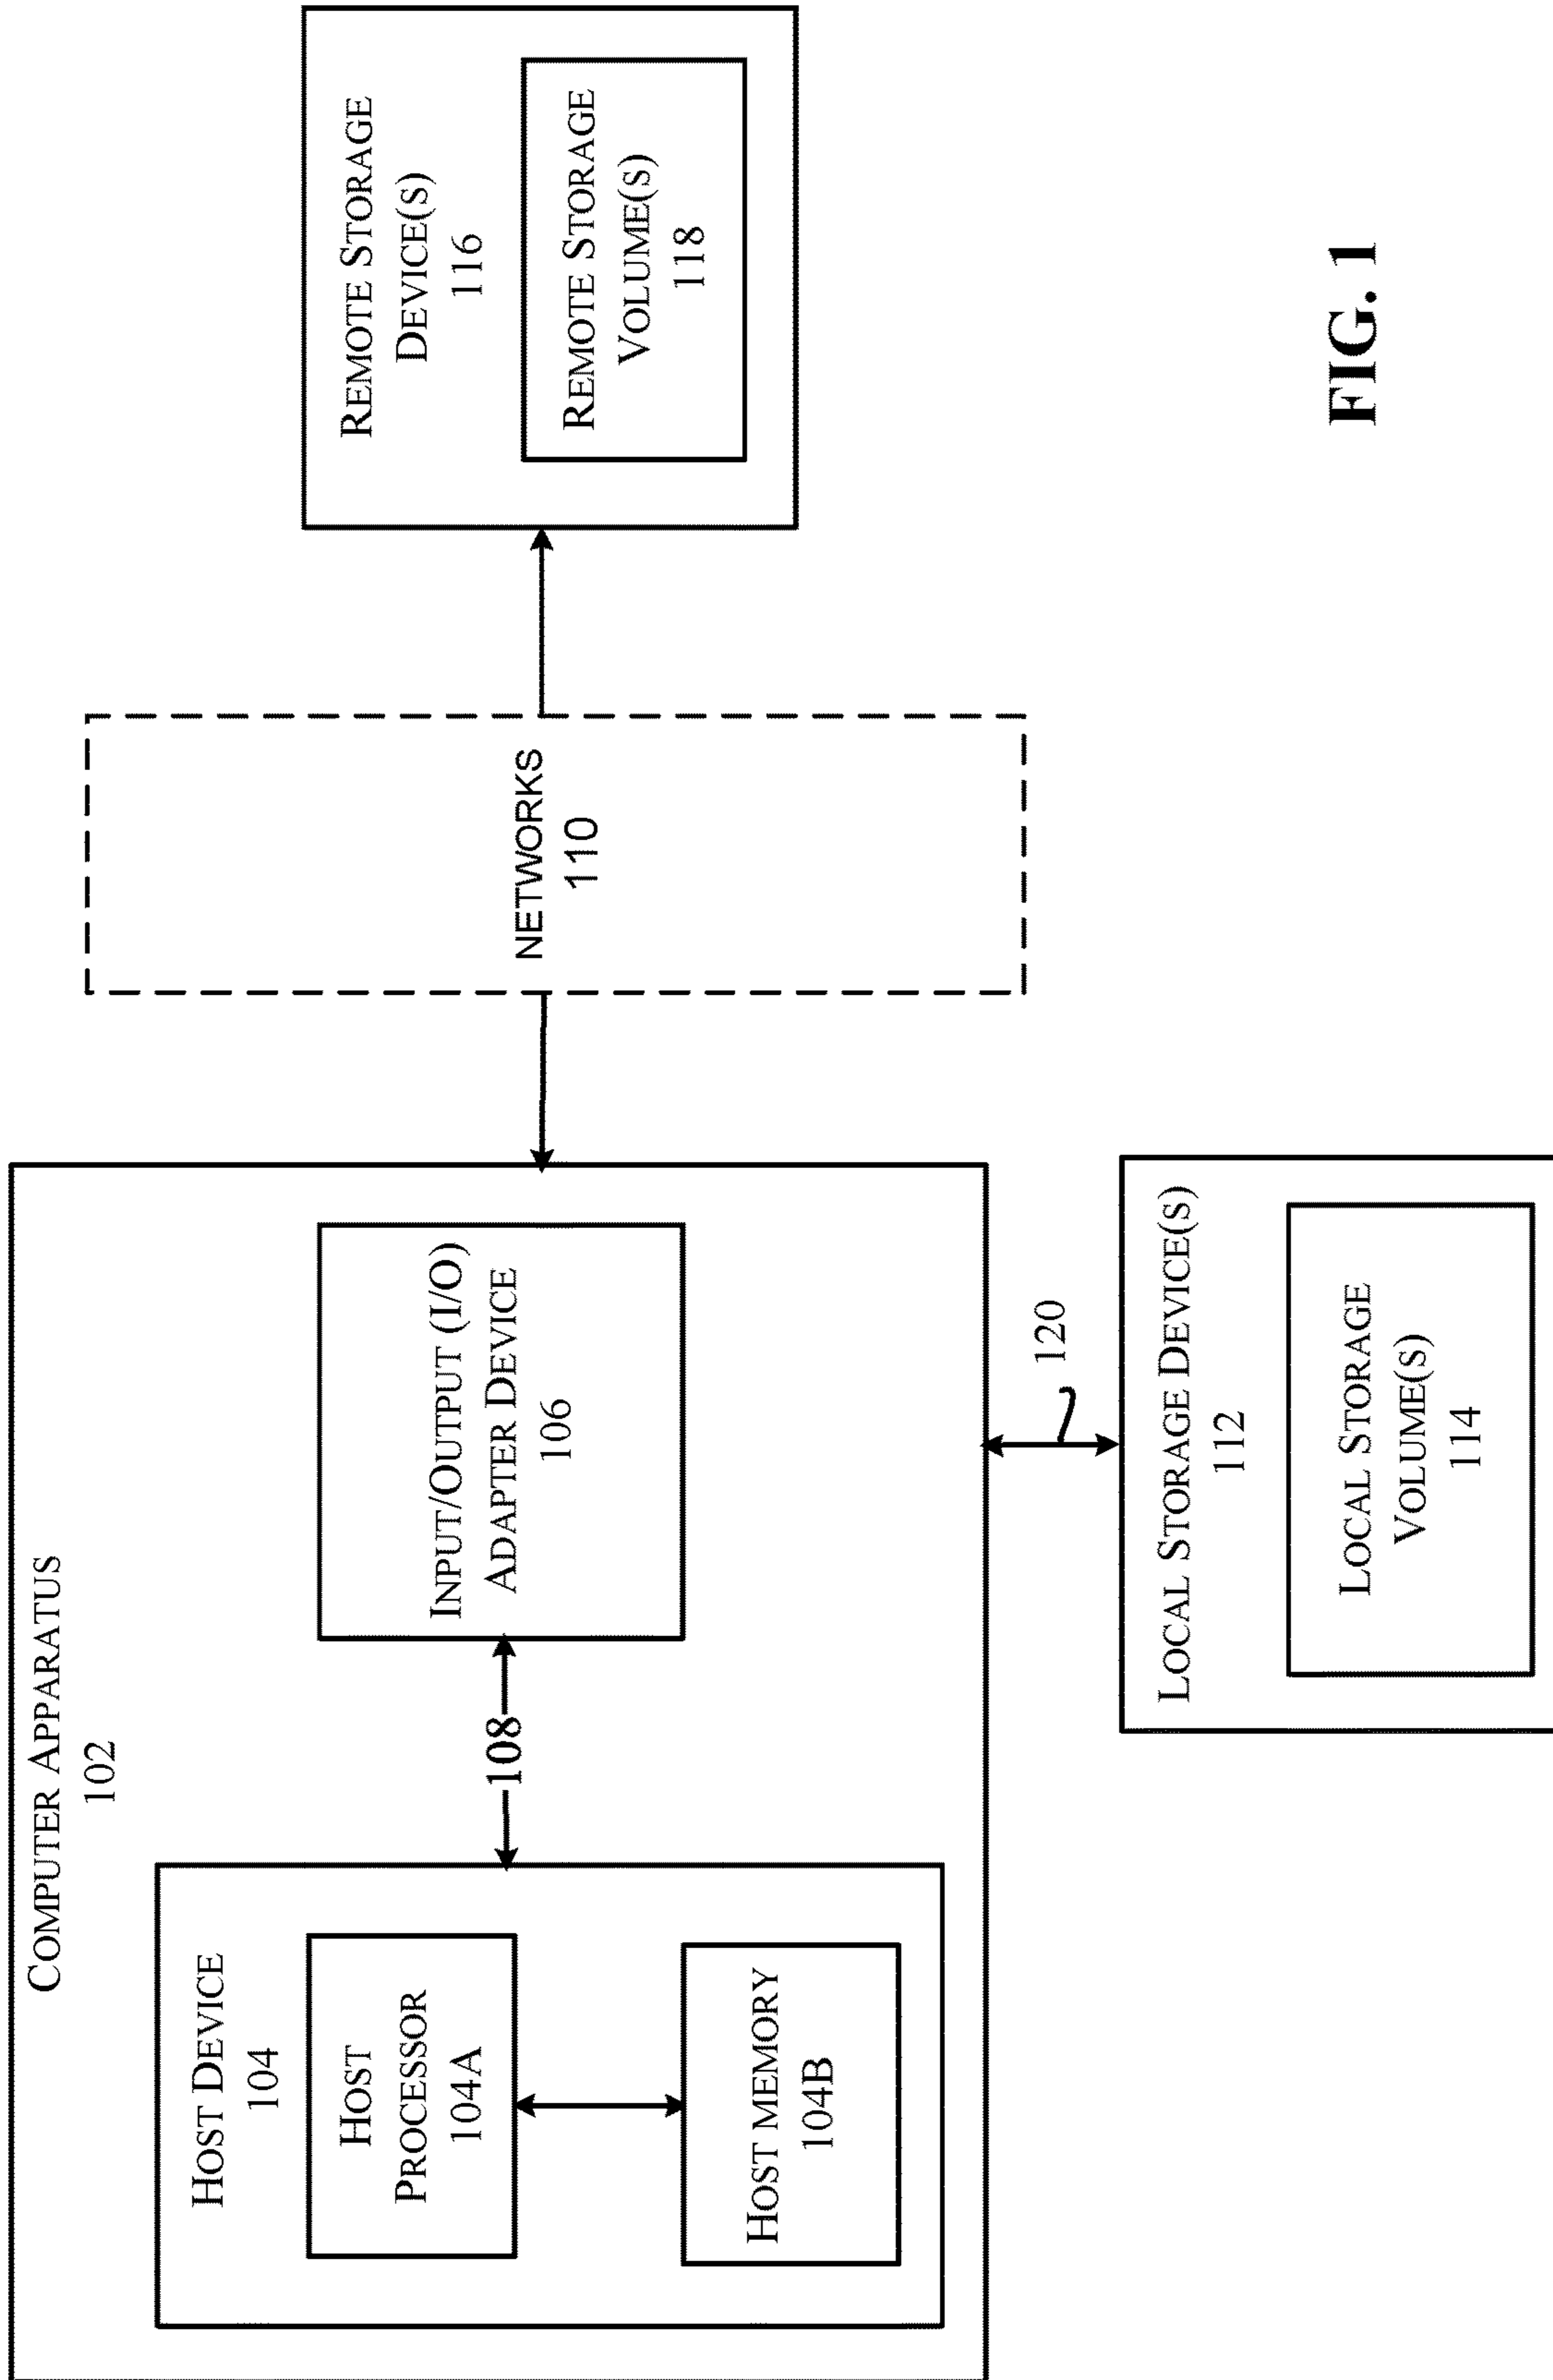 COMPUTER APPARATUS
102
HOST DEVICE
104
HOST
PROCESSOR
104A
HOST MEMORY
104B
108
INPUT/OUTPUT (I/O)
ADAPTER DEVICE
106
NETWORKS
110
REMOTE STORAGE
DEVICE(S)
116
REMOTE STORAGE
VOLUME(S)
118
120
LOCAL STORAGE DEVICE(S)
112
LOCAL STORAGE
VOLUME(S)
114
FIG. 1